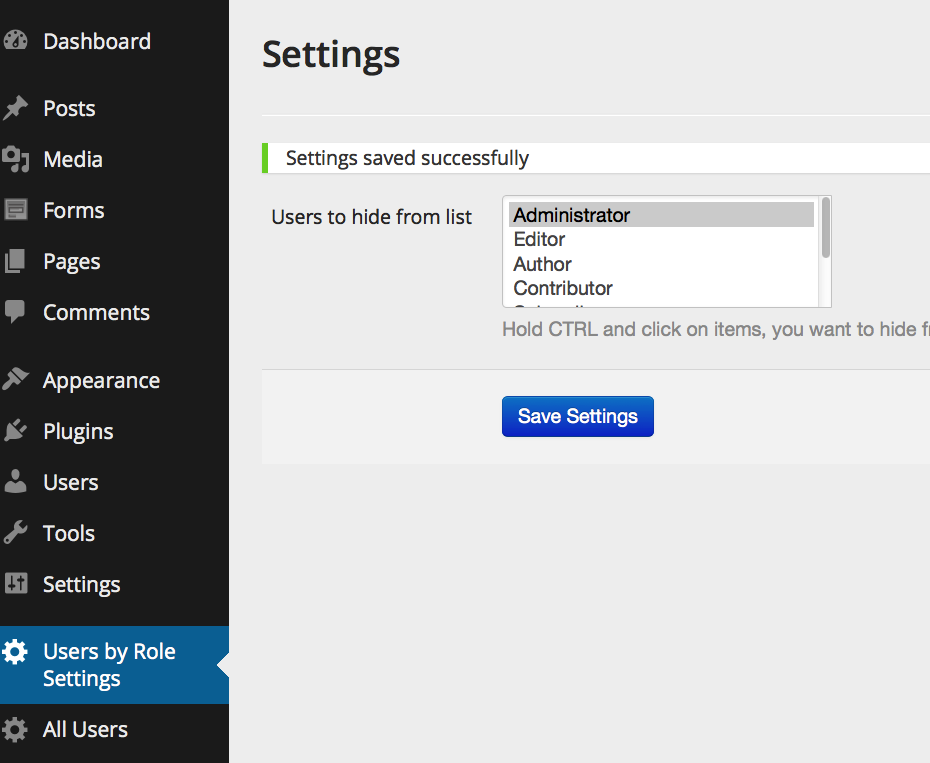 Dashboard
Posts
Media
Forms
Pages
Comments
Appearance
Plugins
Users
Tools
Settings
Users by Role
Settings
All Users
Settings
Settings saved successfully
Users to hide from list
Administrator
Editor
Author
Contributor
Hold CTRL and click on items, you want to hide
Save Settings